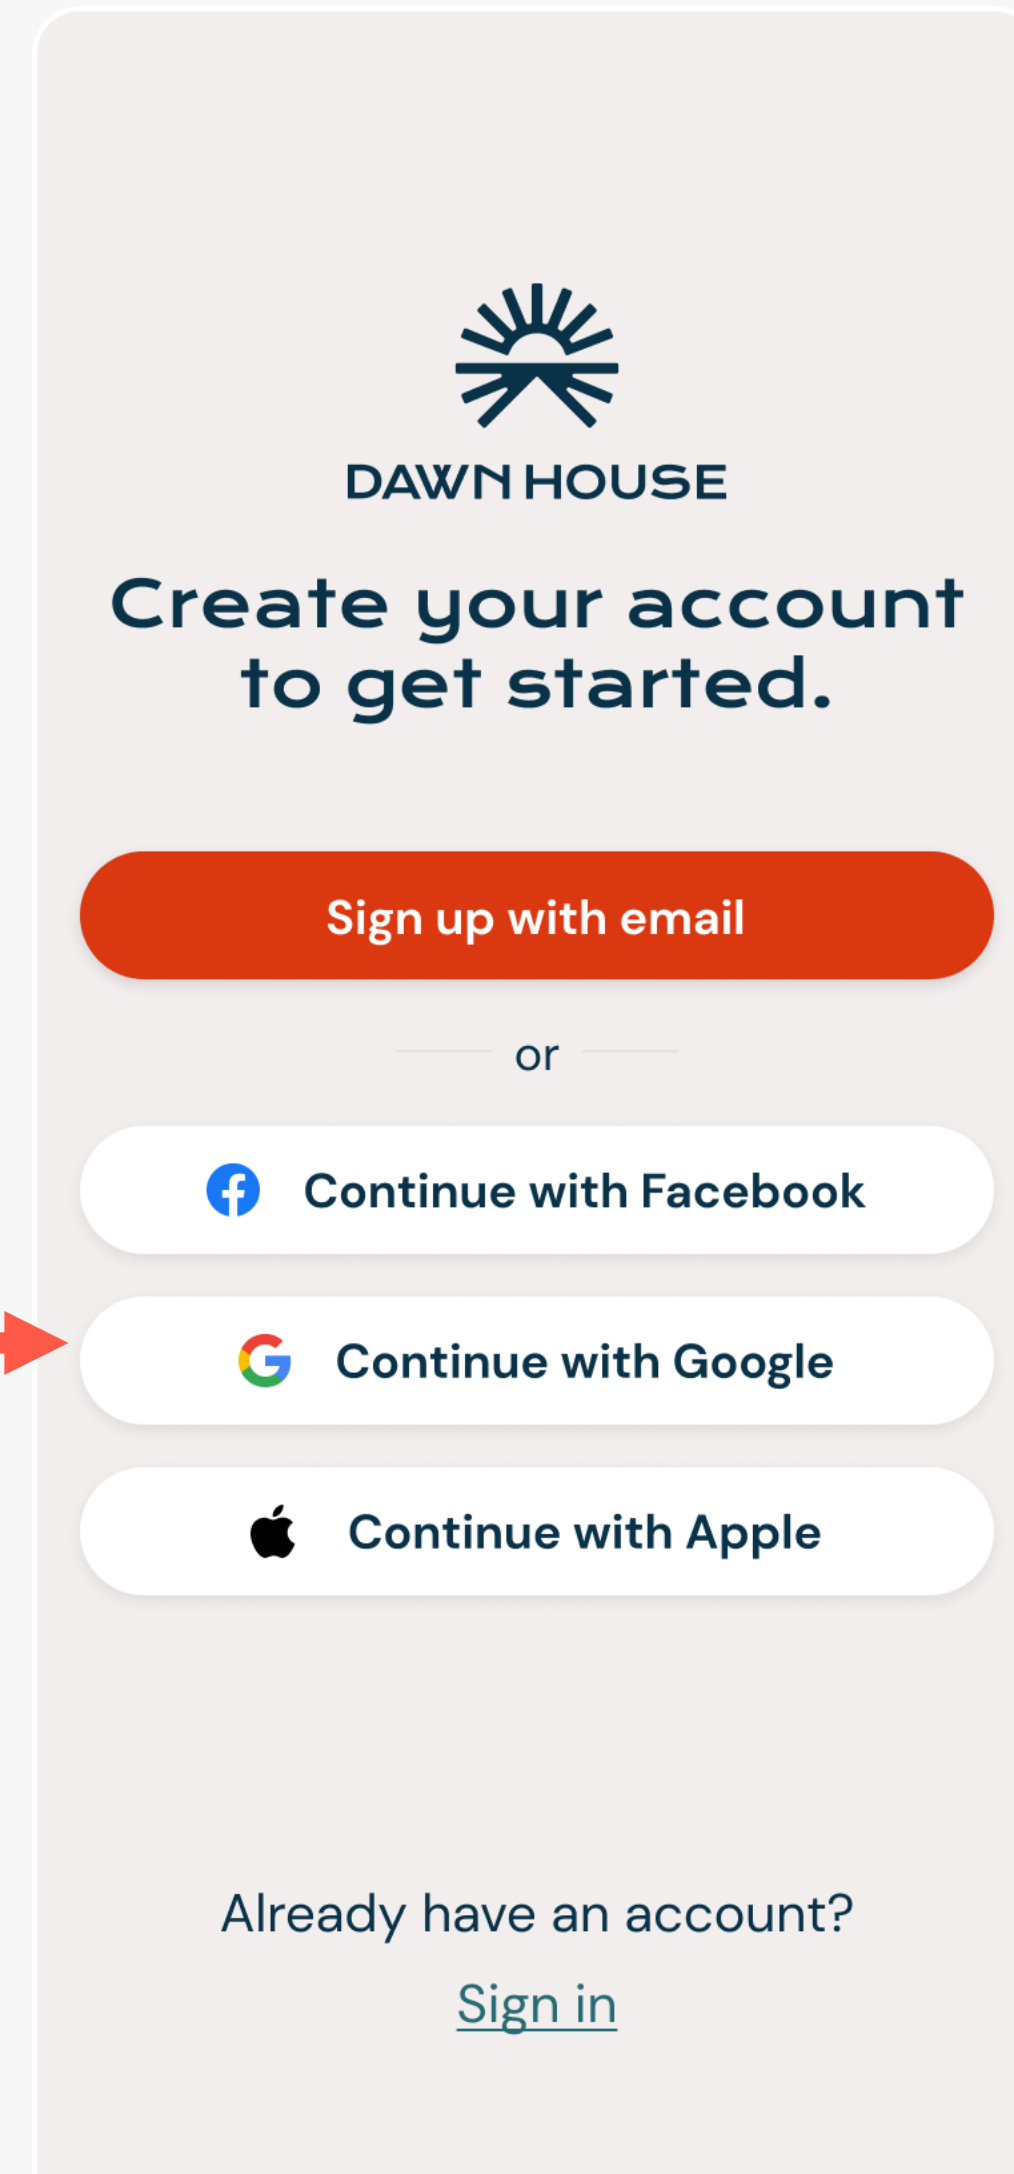 DAWN HOUSE
Create your account
to get started.
Sign up with email
or
Continue with Facebook
Continue with Google
Continue with Apple
Already have an account?
Sign in